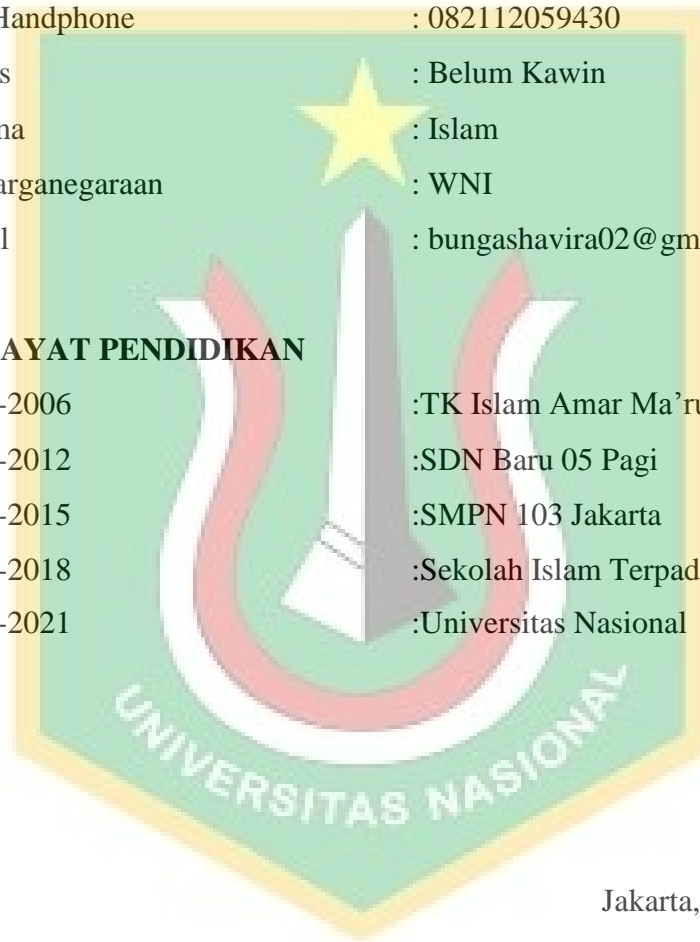 Handphone : 082112059430
s : Belum Kawin
na : Islam
arganegaraan : WNI
l : bungashavira02@gm
AYAT PENDIDIKAN
-2006 :TK Islam Amar Ma’ru
-2012 :SDN Baru 05 Pagi
-2015 :SMPN 103 Jakarta
-2018 :Sekolah Islam Terpad
-2021 :Universitas Nasional
UNIVERSITAS NASIONAL
Jakarta,